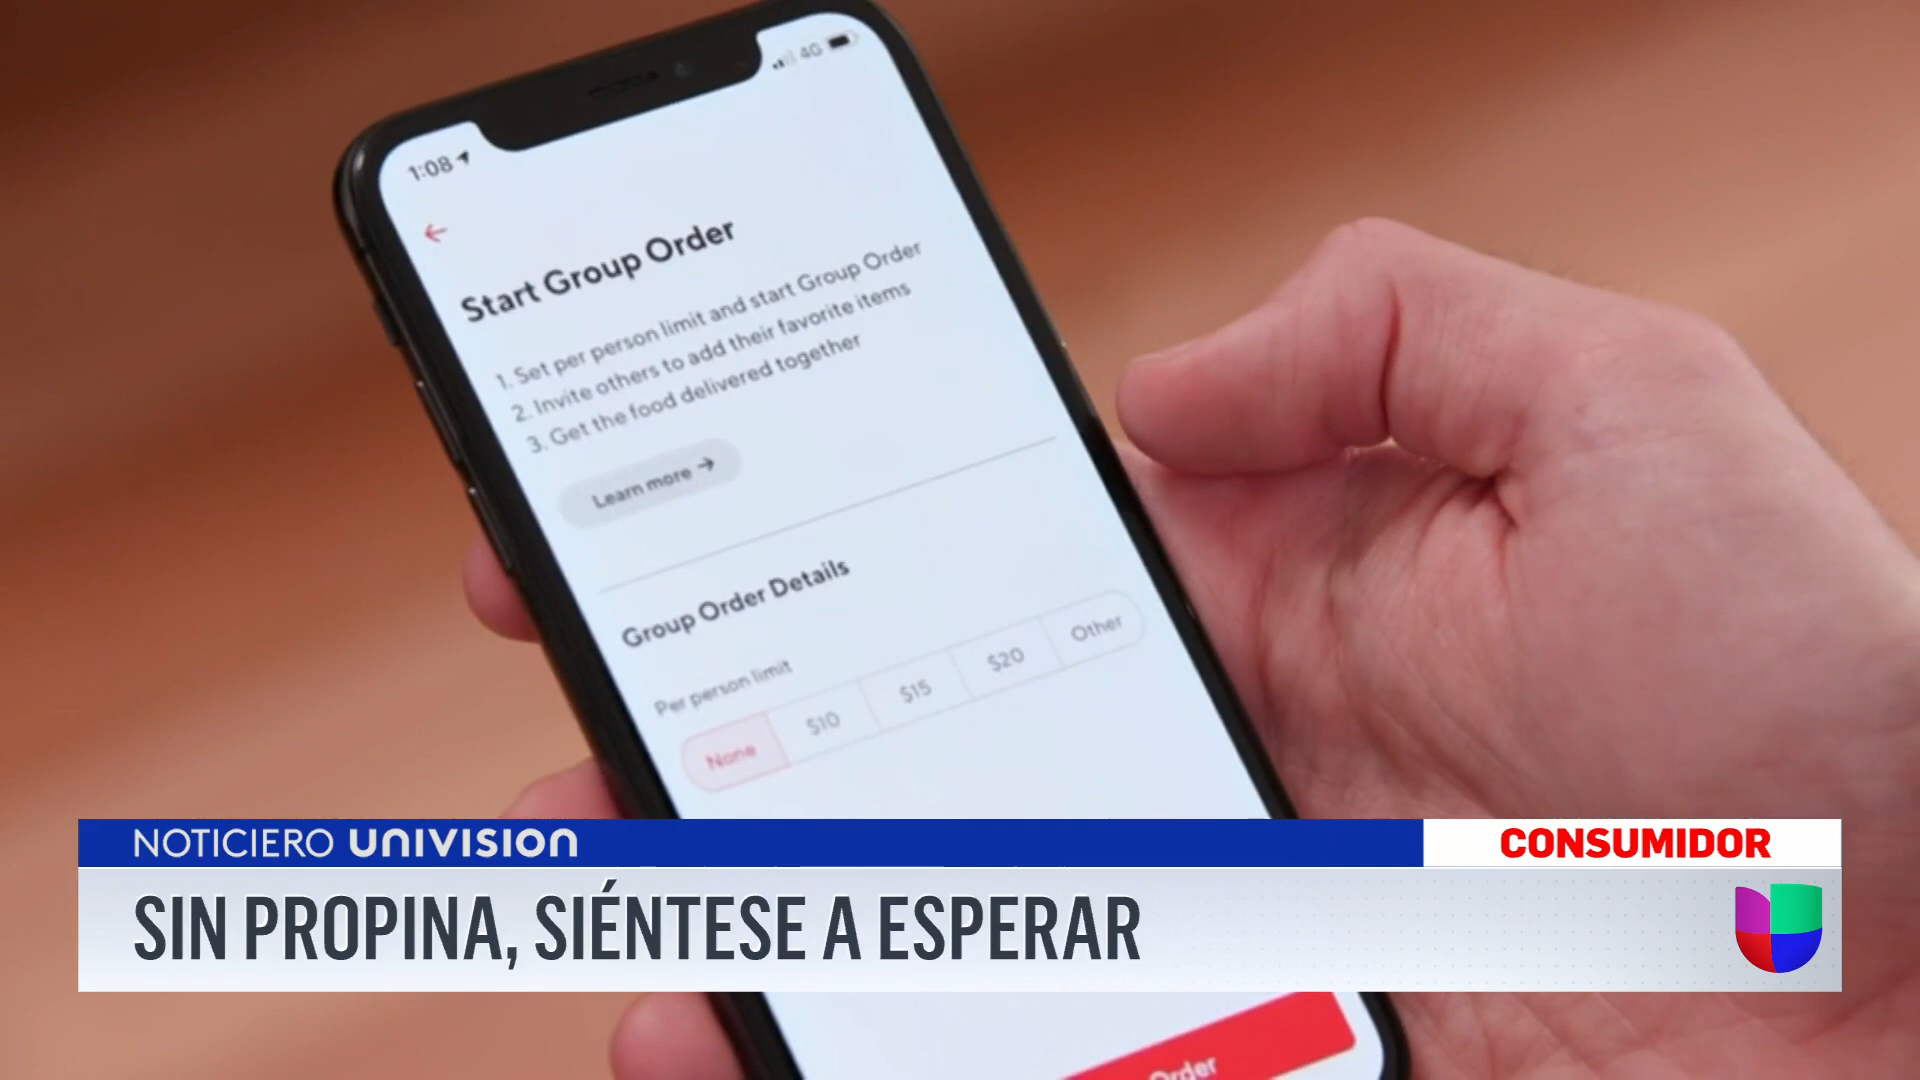 4G
1:08
Start Group Order
1. Set per person limit and start Group Order
2. Invite others to add their favorite items
3. Get the food delivered together
Learn more →
Group Order Details
Per person limit
None $10 $15 $20 Other
NOTICIERO UNIVISION
CONSUMIDOR
SIN PROPINA, SIÉNTESE A ESPERAR
Order